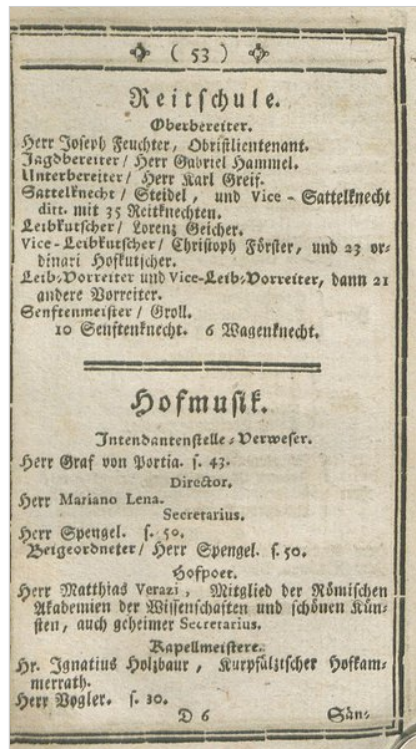 ( 53 )
Reitschule.
Oberbereiter.
Herr Joseph Feuchter, Obristlieutenant.
Jagdbereiter / Herr Gabriel Hammel.
Unterbereiter / Herr Karl Greif.
Sattelknecht / Steidel, und Vice-Sattelknecht
ditt. mit 35 Reitknechten.
Leibkutscher / Lorenz Geicher.
Vice-Leibkutscher / Christoph Förster, und 23 or-
dinari Hofkutscher.
Leib-Vorreiter und Vice-Leib-Vorreiter, dann 21
andere Vorreiter.
Senftenmeister / Groll.
10 Senftenknecht. 6 Wagenknecht.
Hofmusik.
Intendantenstelle-Verweser.
Herr Graf von Portia. s. 43.
Director.
Herr Mariano Lena.
Secretarius.
Herr Spengel. s. 50.
Beigeordneter / Herr Spengel. s. 50.
Hofpoet.
Herr Matthias Verazi, Mitglied der Römischen
Akademien der Wissenschaften und schönen Kün-
sten, auch geheimer Secretarius.
Kapellmeistere.
Hr. Ignatius Holzbaur, Kurpfälzischer Hofkam-
merrath.
Herr Vogler. s. 30.
D 6 Sän-